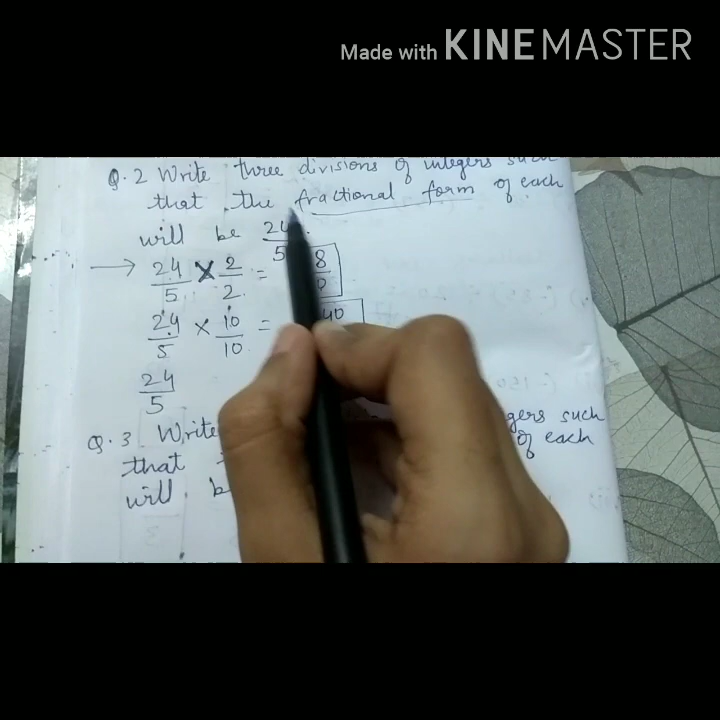 Made with KINEMASTER
Q.2 Write three divisions of integers such
that the fractional form of each
will be 24/5
24/5 × 2/2 =
24/5 × 10/10 = 40
24/5
Q.3 Write gers such
that of each
will b